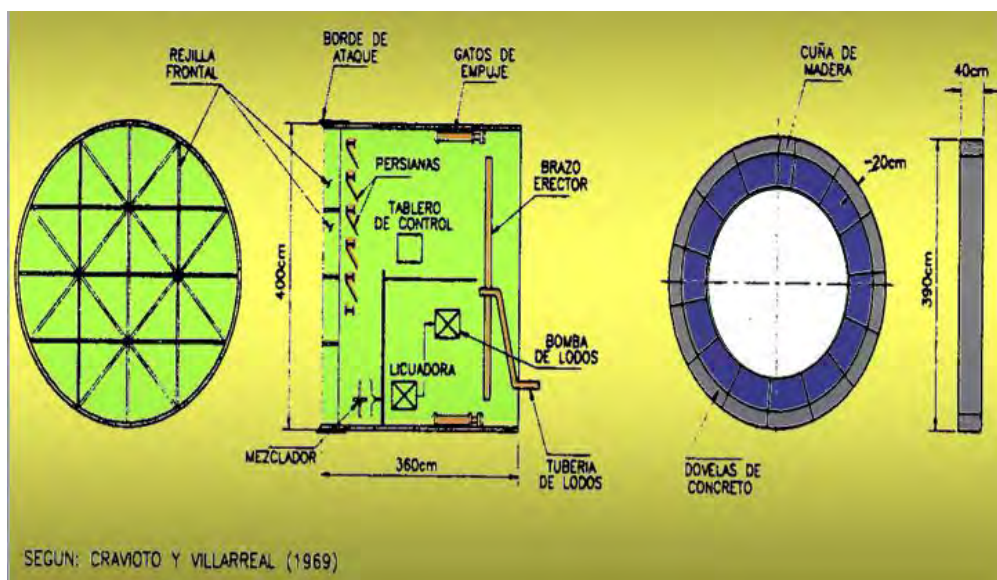 REJILLA
FRONTAL
BORDE DE
ATAQUE
GATOS DE
EMPUJE
PERSIANAS
TABLERO
DE CONTROL
BRAZO
ERECTOR
400cm
LICUADORA
BOMBA
DE LODOS
MEZCLADOR
360cm
TUBERIA
DE LODOS
CUÑA DE
MADERA
20cm
40cm
390cm
DOVELAS DE
CONCRETO
SEGUN: CRAVIOTO Y VILLARREAL (1969)